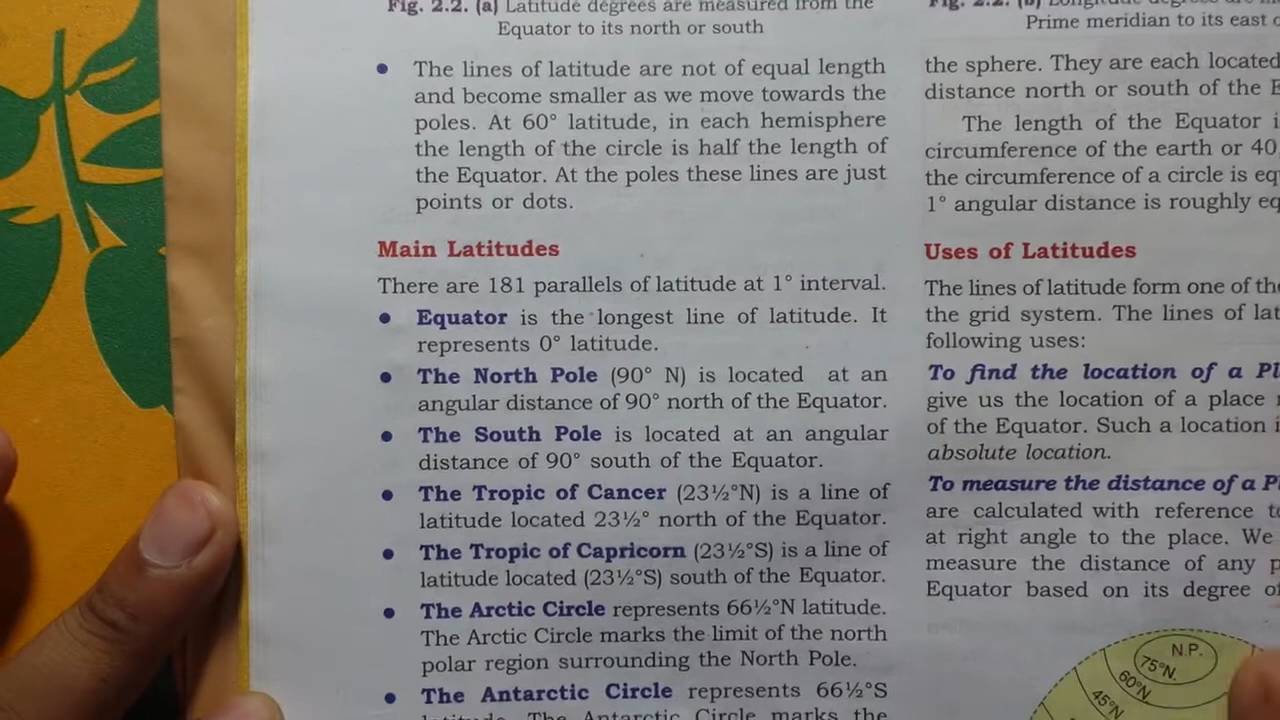 Fig. 2.2. (a) Latitude degrees are measured from the
Equator to its north or south
• The lines of latitude are not of equal length
and become smaller as we move towards the
poles. At 60° latitude, in each hemisphere
the length of the circle is half the length of
the Equator. At the poles these lines are just
points or dots.
Main Latitudes
There are 181 parallels of latitude at 1° interval.
• Equator is the longest line of latitude. It
represents 0° latitude.
• The North Pole (90° N) is located at an
angular distance of 90° north of the Equator.
• The South Pole is located at an angular
distance of 90° south of the Equator.
• The Tropic of Cancer (23½°N) is a line of
latitude located 23½° north of the Equator.
• The Tropic of Capricorn (23½°S) is a line of
latitude located (23½°S) south of the Equator.
• The Arctic Circle represents 66½°N latitude.
The Arctic Circle marks the limit of the north
polar region surrounding the North Pole.
• The Antarctic Circle represents 66½°S
latitude. The Antarctic Circle marks the
Fig. 2.2. (b) Longitude degrees are
Prime meridian to its east
the sphere. They are each located
distance north or south of the
The length of the Equator
circumference of the earth or 40
the circumference of a circle is
1° angular distance is roughly
Uses of Latitudes
The lines of latitude form one of
the grid system. The lines of
following uses:
To find the location of a
give us the location of a place
of the Equator. Such a location
absolute location.
To measure the distance of a
are calculated with reference
at right angle to the place. We
measure the distance of any
Equator based on its degree
N.P.
75°N.
60°N.
45°N